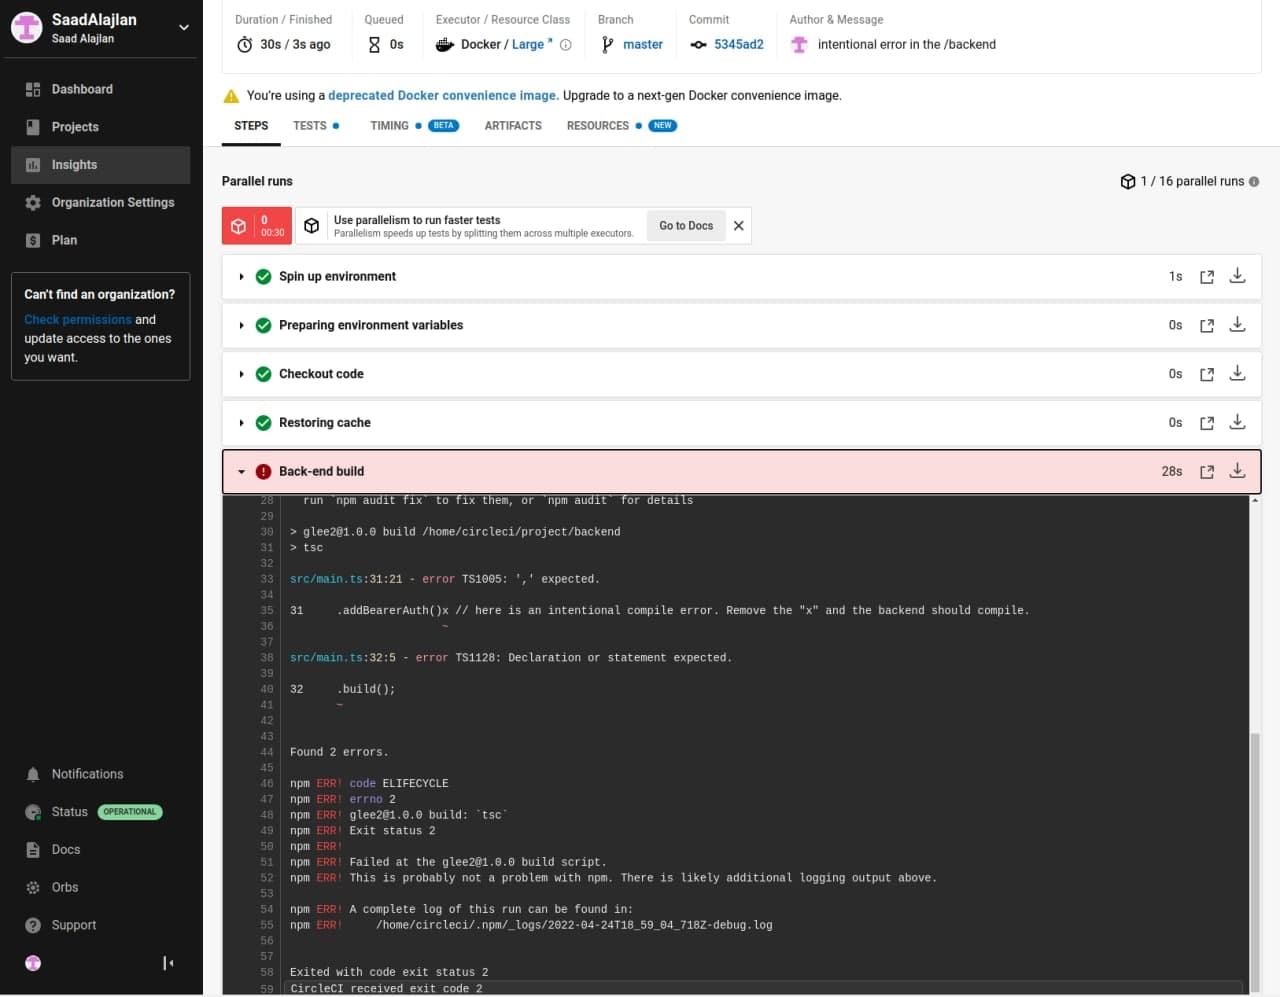 SaadAlajlan
Saad Alajlan
Dashboard
Projects
Insights
Organization Settings
Plan
Can't find an organization?
Check permissions and
update access to the ones
you want.
Notifications
Status OPERATIONAL
Docs
Orbs
Support
Duration / Finished Queued Executor / Resource Class Branch Commit Author & Message
30s / 3s ago 0s Docker / Large master 5345ad2 intentional error in the /backend
You're using a deprecated Docker convenience image. Upgrade to a next-gen Docker convenience image.
STEPS TESTS TIMING BETA ARTIFACTS RESOURCES NEW
Parallel runs 1 / 16 parallel runs
0
00:30
Use parallelism to run faster tests
Parallelism speeds up tests by splitting them across multiple executors.
Go to Docs
Spin up environment 1s
Preparing environment variables 0s
Checkout code 0s
Restoring cache 0s
Back-end build 28s
28 run `npm audit fix` to fix them, or `npm audit` for details
29
30 > glee2@1.0.0 build /home/circleci/project/backend
31 > tsc
32
33 src/main.ts:31:21 - error TS1005: ',' expected.
34
35 31 .addBearerAuth()x // here is an intentional compile error. Remove the "x" and the backend should compile.
36 ~
37
38 src/main.ts:32:5 - error TS1128: Declaration or statement expected.
39
40 32 .build();
41 ~
42
43
44 Found 2 errors.
45
46 npm ERR! code ELIFECYCLE
47 npm ERR! errno 2
48 npm ERR! glee2@1.0.0 build: `tsc`
49 npm ERR! Exit status 2
50 npm ERR!
51 npm ERR! Failed at the glee2@1.0.0 build script.
52 npm ERR! This is probably not a problem with npm. There is likely additional logging output above.
53
54 npm ERR! A complete log of this run can be found in:
55 npm ERR! /home/circleci/.npm/_logs/2022-04-24T18_59_04_718Z-debug.log
56
57
58 Exited with code exit status 2
59 CircleCI received exit code 2